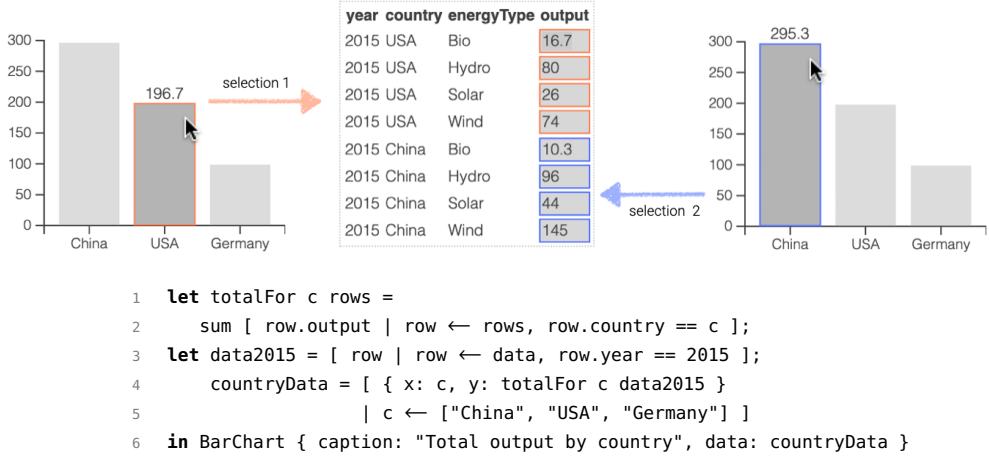 300
250
200
150
100
50
0
196.7
China USA Germany
selection 1
year country energyType output
2015 USA Bio 16.7
2015 USA Hydro 80
2015 USA Solar 26
2015 USA Wind 74
2015 China Bio 10.3
2015 China Hydro 96
2015 China Solar 44
2015 China Wind 145
selection 2
295.3
300
250
200
150
100
50
0
China USA Germany
1 let totalFor c rows =
2 sum [ row.output | row ⟵ rows, row.country == c ];
3 let data2015 = [ row | row ⟵ data, row.year == 2015 ];
4 countryData = [ { x: c, y: totalFor c data2015 }
5 | c ⟵ ["China", "USA", "Germany"] ]
6 in BarChart { caption: "Total output by country", data: countryData }